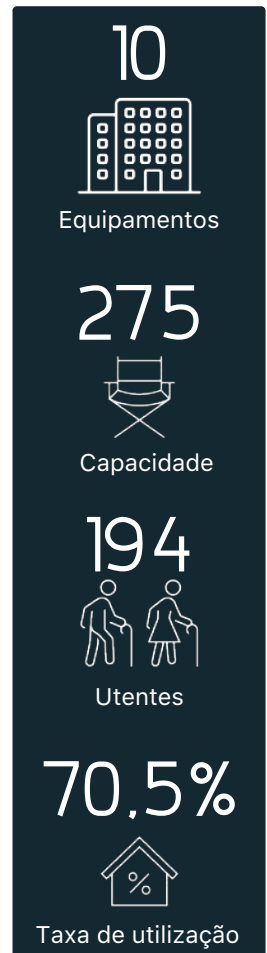 10
Equipamentos
275
Capacidade
194
Utentes
70,5%
%
Taxa de utilização